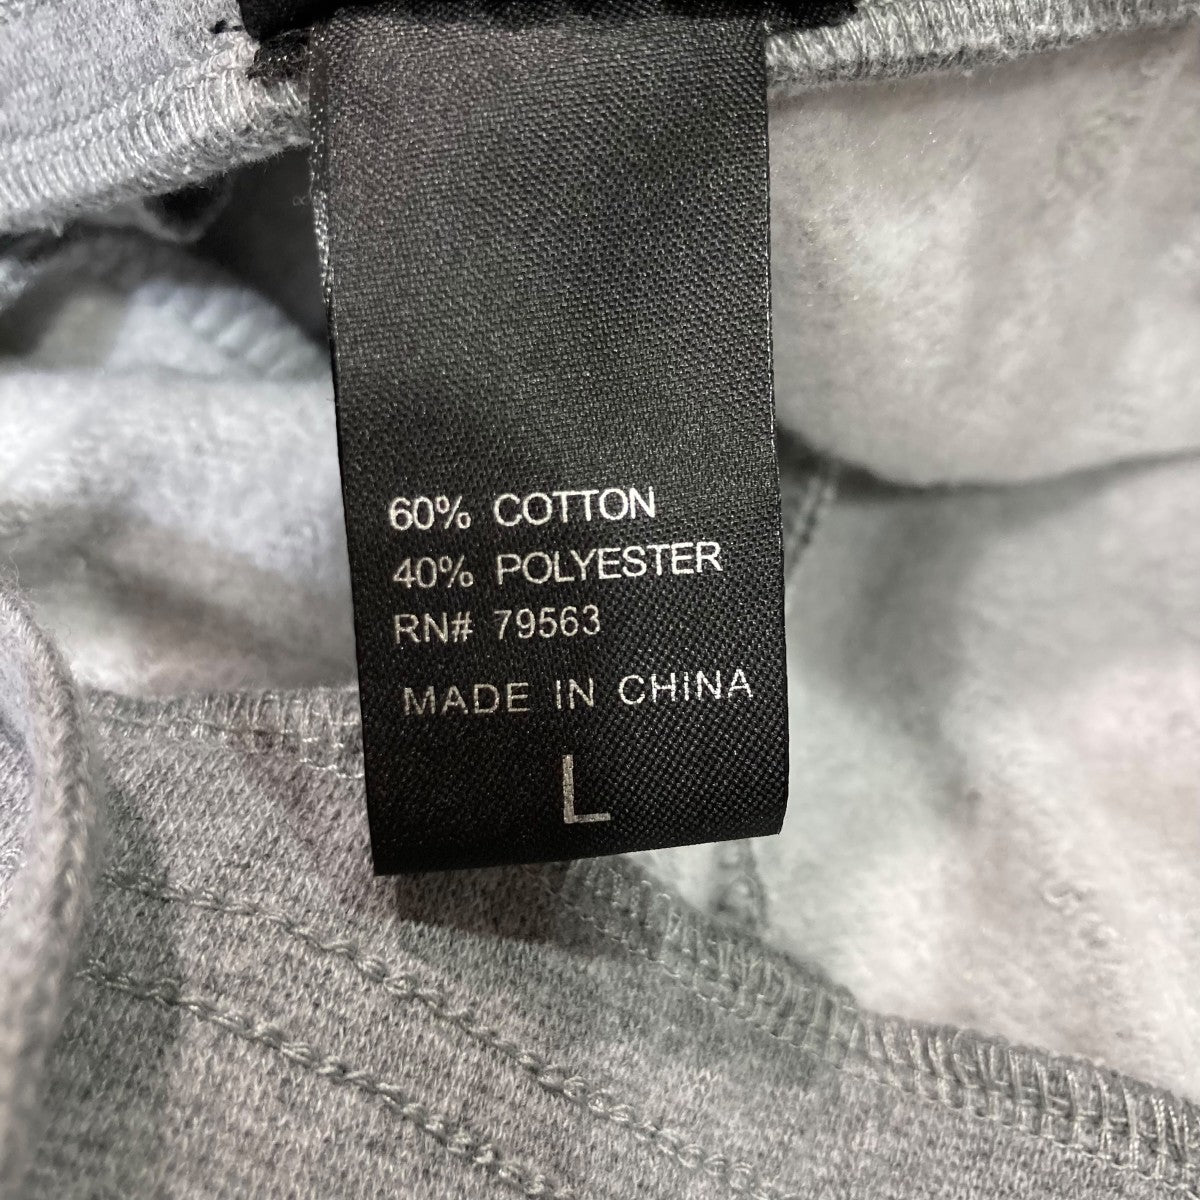 60% COTTON
40% POLYESTER
RN# 79563
MADE IN CHINA
L